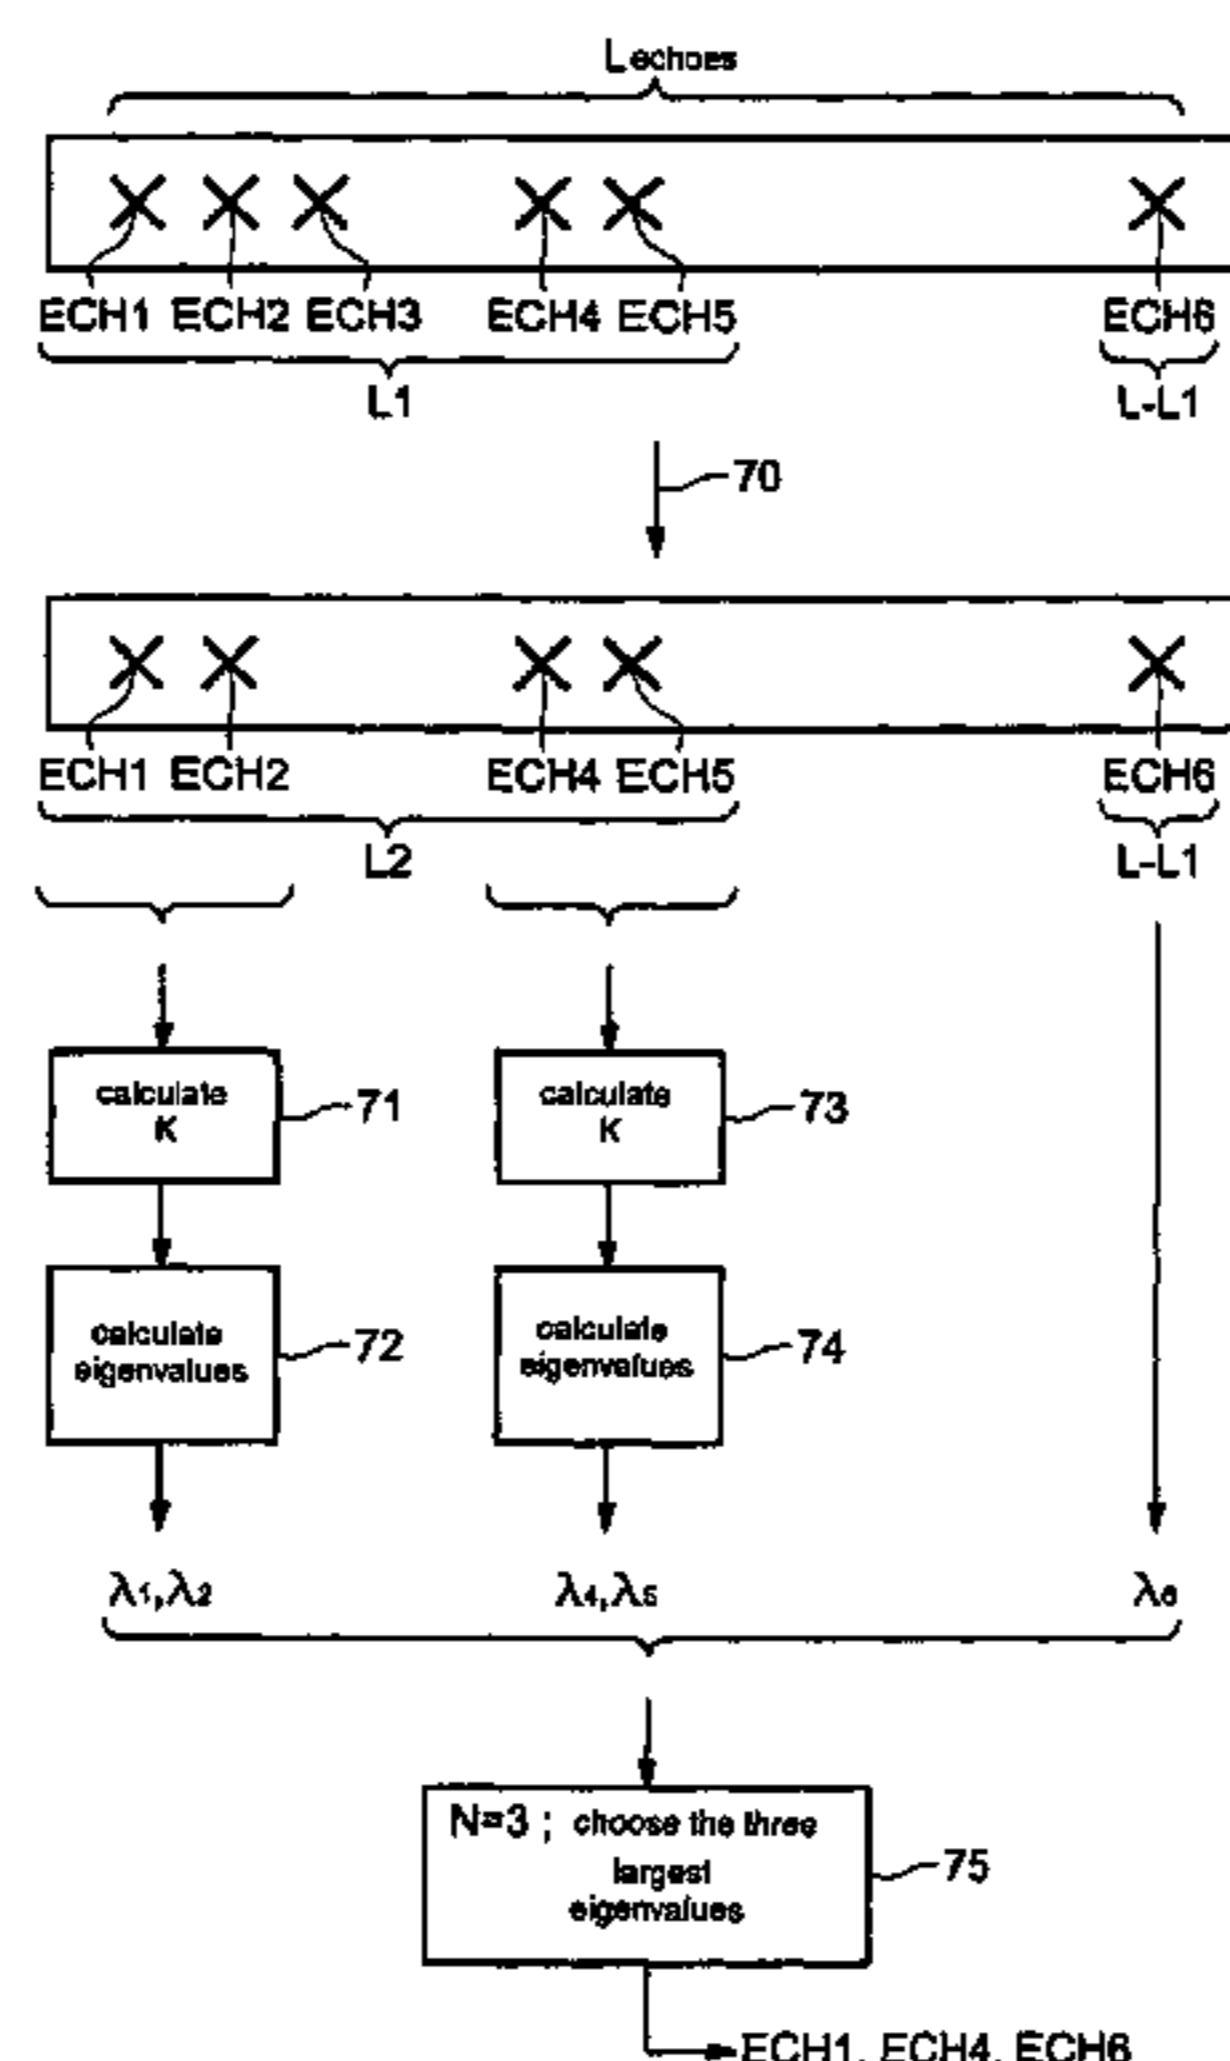 L echoes
ECH1 ECH2 ECH3 ECH4 ECH5 ECH6
L1 L-L1
70
ECH1 ECH2 ECH4 ECH5 ECH6
L2 L-L1
calculate
K
71
calculate
K
73
calculate
eigenvalues
72
calculate
eigenvalues
74
λ1,λ2 λ4,λ5 λ6
N=3 ; choose the three
largest
eigenvalues
75
ECH1, ECH4, ECH6